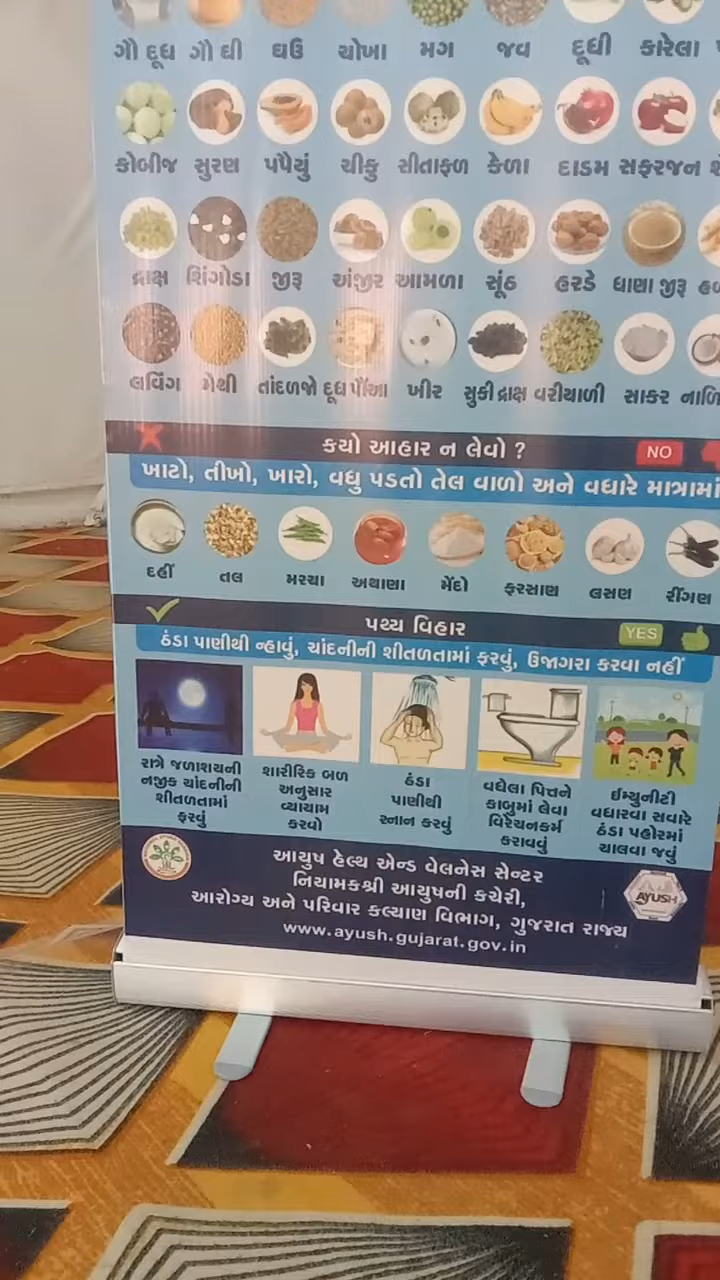 ગૌ દૂધ ગૌ ઘી ઘઉં ચોખા મગ જવ દૂધી કારેલા
કોબીજ સુરણ પપૈયું ચીકુ સીતાફળ કેળા દાડમ સફરજન
દ્રાક્ષ શિંગોડા જીરૂ અંજીર આમળા સૂંઠ હરડે ધાણા જીરૂ
લવિંગ મેથી તાંદળજો દૂધ પૌંઆ ખીર સુકી દ્રાક્ષ વરીયાળી સાકર
કયો આહાર ન લેવો ? NO
ખાટો, તીખો, ખારો, વધુ પડતો તેલ વાળો અને વધારે માત્રામાં
દહીં તલ મરચા અથાણા મેંદો ફરસાણ લસણ રીંગણ
પથ્ય વિહાર YES
ઠંડા પાણીથી ન્હાવું, ચાંદનીની શીતળતામાં ફરવું, ઉજાગરા કરવા નહીં
રાત્રે જળાશયની
નજીક ચાંદનીની
શીતળતામાં
ફરવું
શારીરિક બળ
અનુસાર
વ્યાયામ
કરવો
ઠંડા
પાણીથી
સ્નાન કરવું
વધેલા પિત્તને
કાબુમાં લેવા
વિરેચનકર્મ
કરાવવું
ઇમ્યુનીટી
વધારવા સવારે
ઠંડા પહોરમાં
ચાલવા જવું
આયુષ હેલ્થ એન્ડ વેલનેસ સેન્ટર
નિયામકશ્રી આયુષની કચેરી,
આરોગ્ય અને પરિવાર કલ્યાણ વિભાગ, ગુજરાત રાજ્ય
www.ayush.gujarat.gov.in
AYUSH